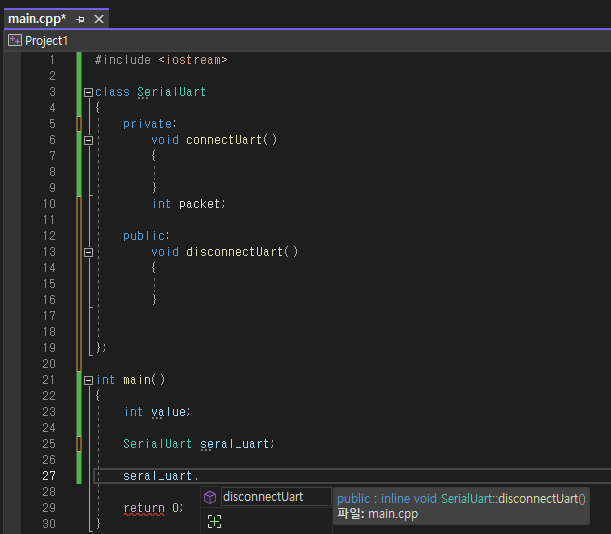 main.cpp*
Project1
1 #include <iostream>
2
3 class SerialUart
4 {
5 private:
6 void connectUart()
7 {
8
9 }
10 int packet;
11
12 public:
13 void disconnectUart()
14 {
15
16 }
17
18
19 };
20
21 int main()
22 {
23 int value;
24
25 SerialUart seral_uart;
26
27 seral_uart.
28
disconnectUart
public : inline void SerialUart::disconnectUart()
파일: main.cpp
29 return 0;
30 }